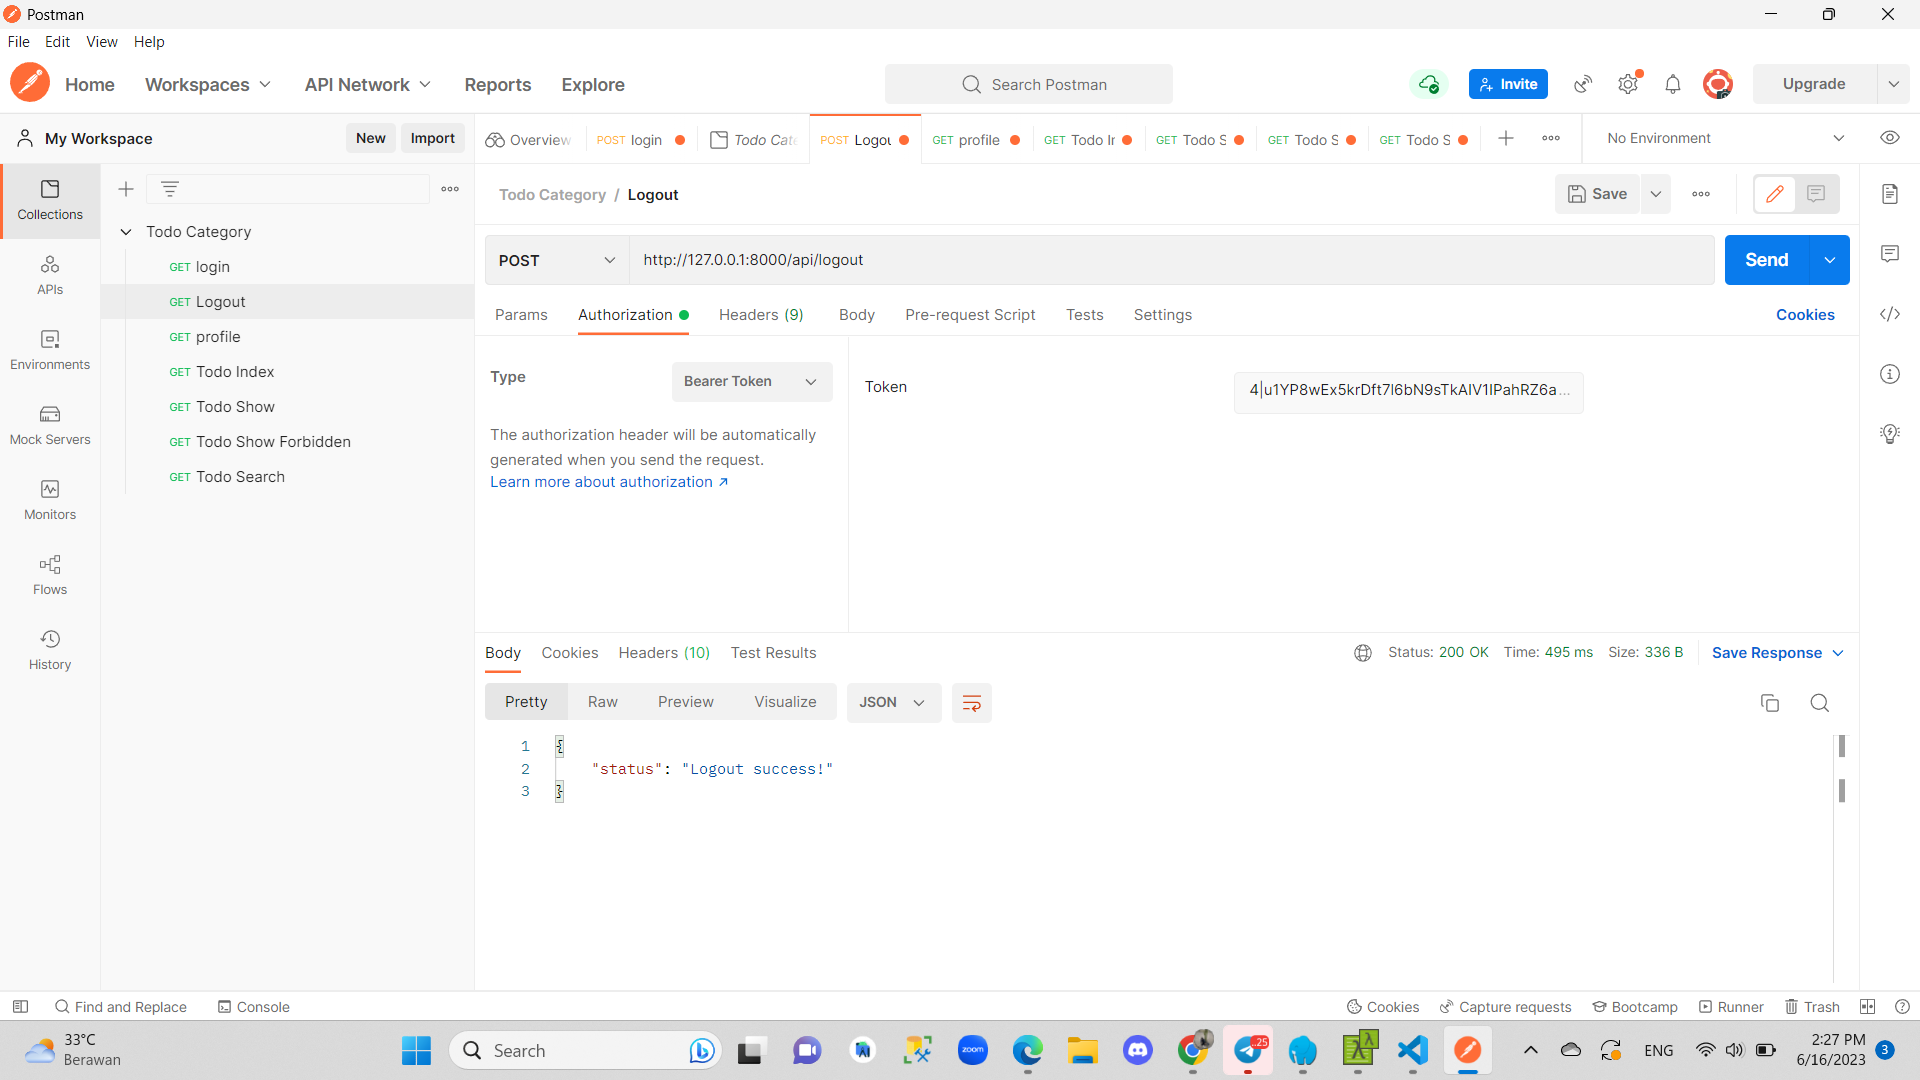 Postman
File Edit View Help
Home Workspaces API Network Reports Explore Search Postman Invite Upgrade
My Workspace New Import
Overview POST login Todo Cate POST Logou GET profile GET Todo In GET Todo S GET Todo S GET Todo S No Environment
Collections
APIs
Environments
Mock Servers
Monitors
Flows
History
Todo Category
GET login
GET Logout
GET profile
GET Todo Index
GET Todo Show
GET Todo Show Forbidden
GET Todo Search
Todo Category / Logout Save
POST http://127.0.0.1:8000/api/logout Send
Params Authorization Headers (9) Body Pre-request Script Tests Settings Cookies
Type Bearer Token
The authorization header will be automatically
generated when you send the request.
Learn more about authorization ↗
Token 4|u1YP8wEx5krDft7I6bN9sTkAIV1IPahRZ6a...
Body Cookies Headers (10) Test Results Status: 200 OK Time: 495 ms Size: 336 B Save Response
Pretty Raw Preview Visualize JSON
1 {
2 "status": "Logout success!"
3 }
Find and Replace Console Cookies Capture requests Bootcamp Runner Trash
33°C
Berawan
Search
zoom
..25
ENG
2:27 PM
6/16/2023
3